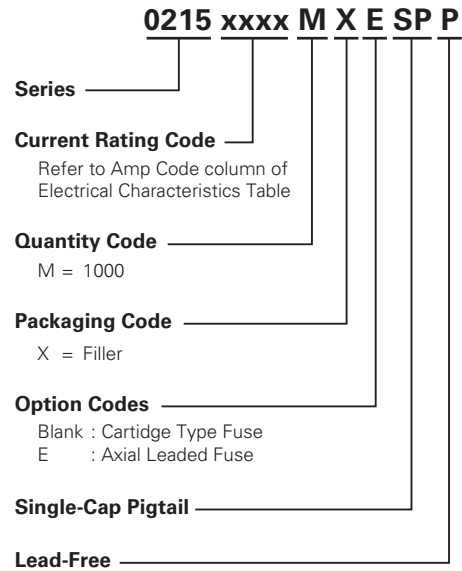 0215 xxxx M X E SP P
Series
Current Rating Code
Refer to Amp Code column of
Electrical Characteristics Table
Quantity Code
M = 1000
Packaging Code
X = Filler
Option Codes
Blank : Cartidge Type Fuse
E : Axial Leaded Fuse
Single-Cap Pigtail
Lead-Free